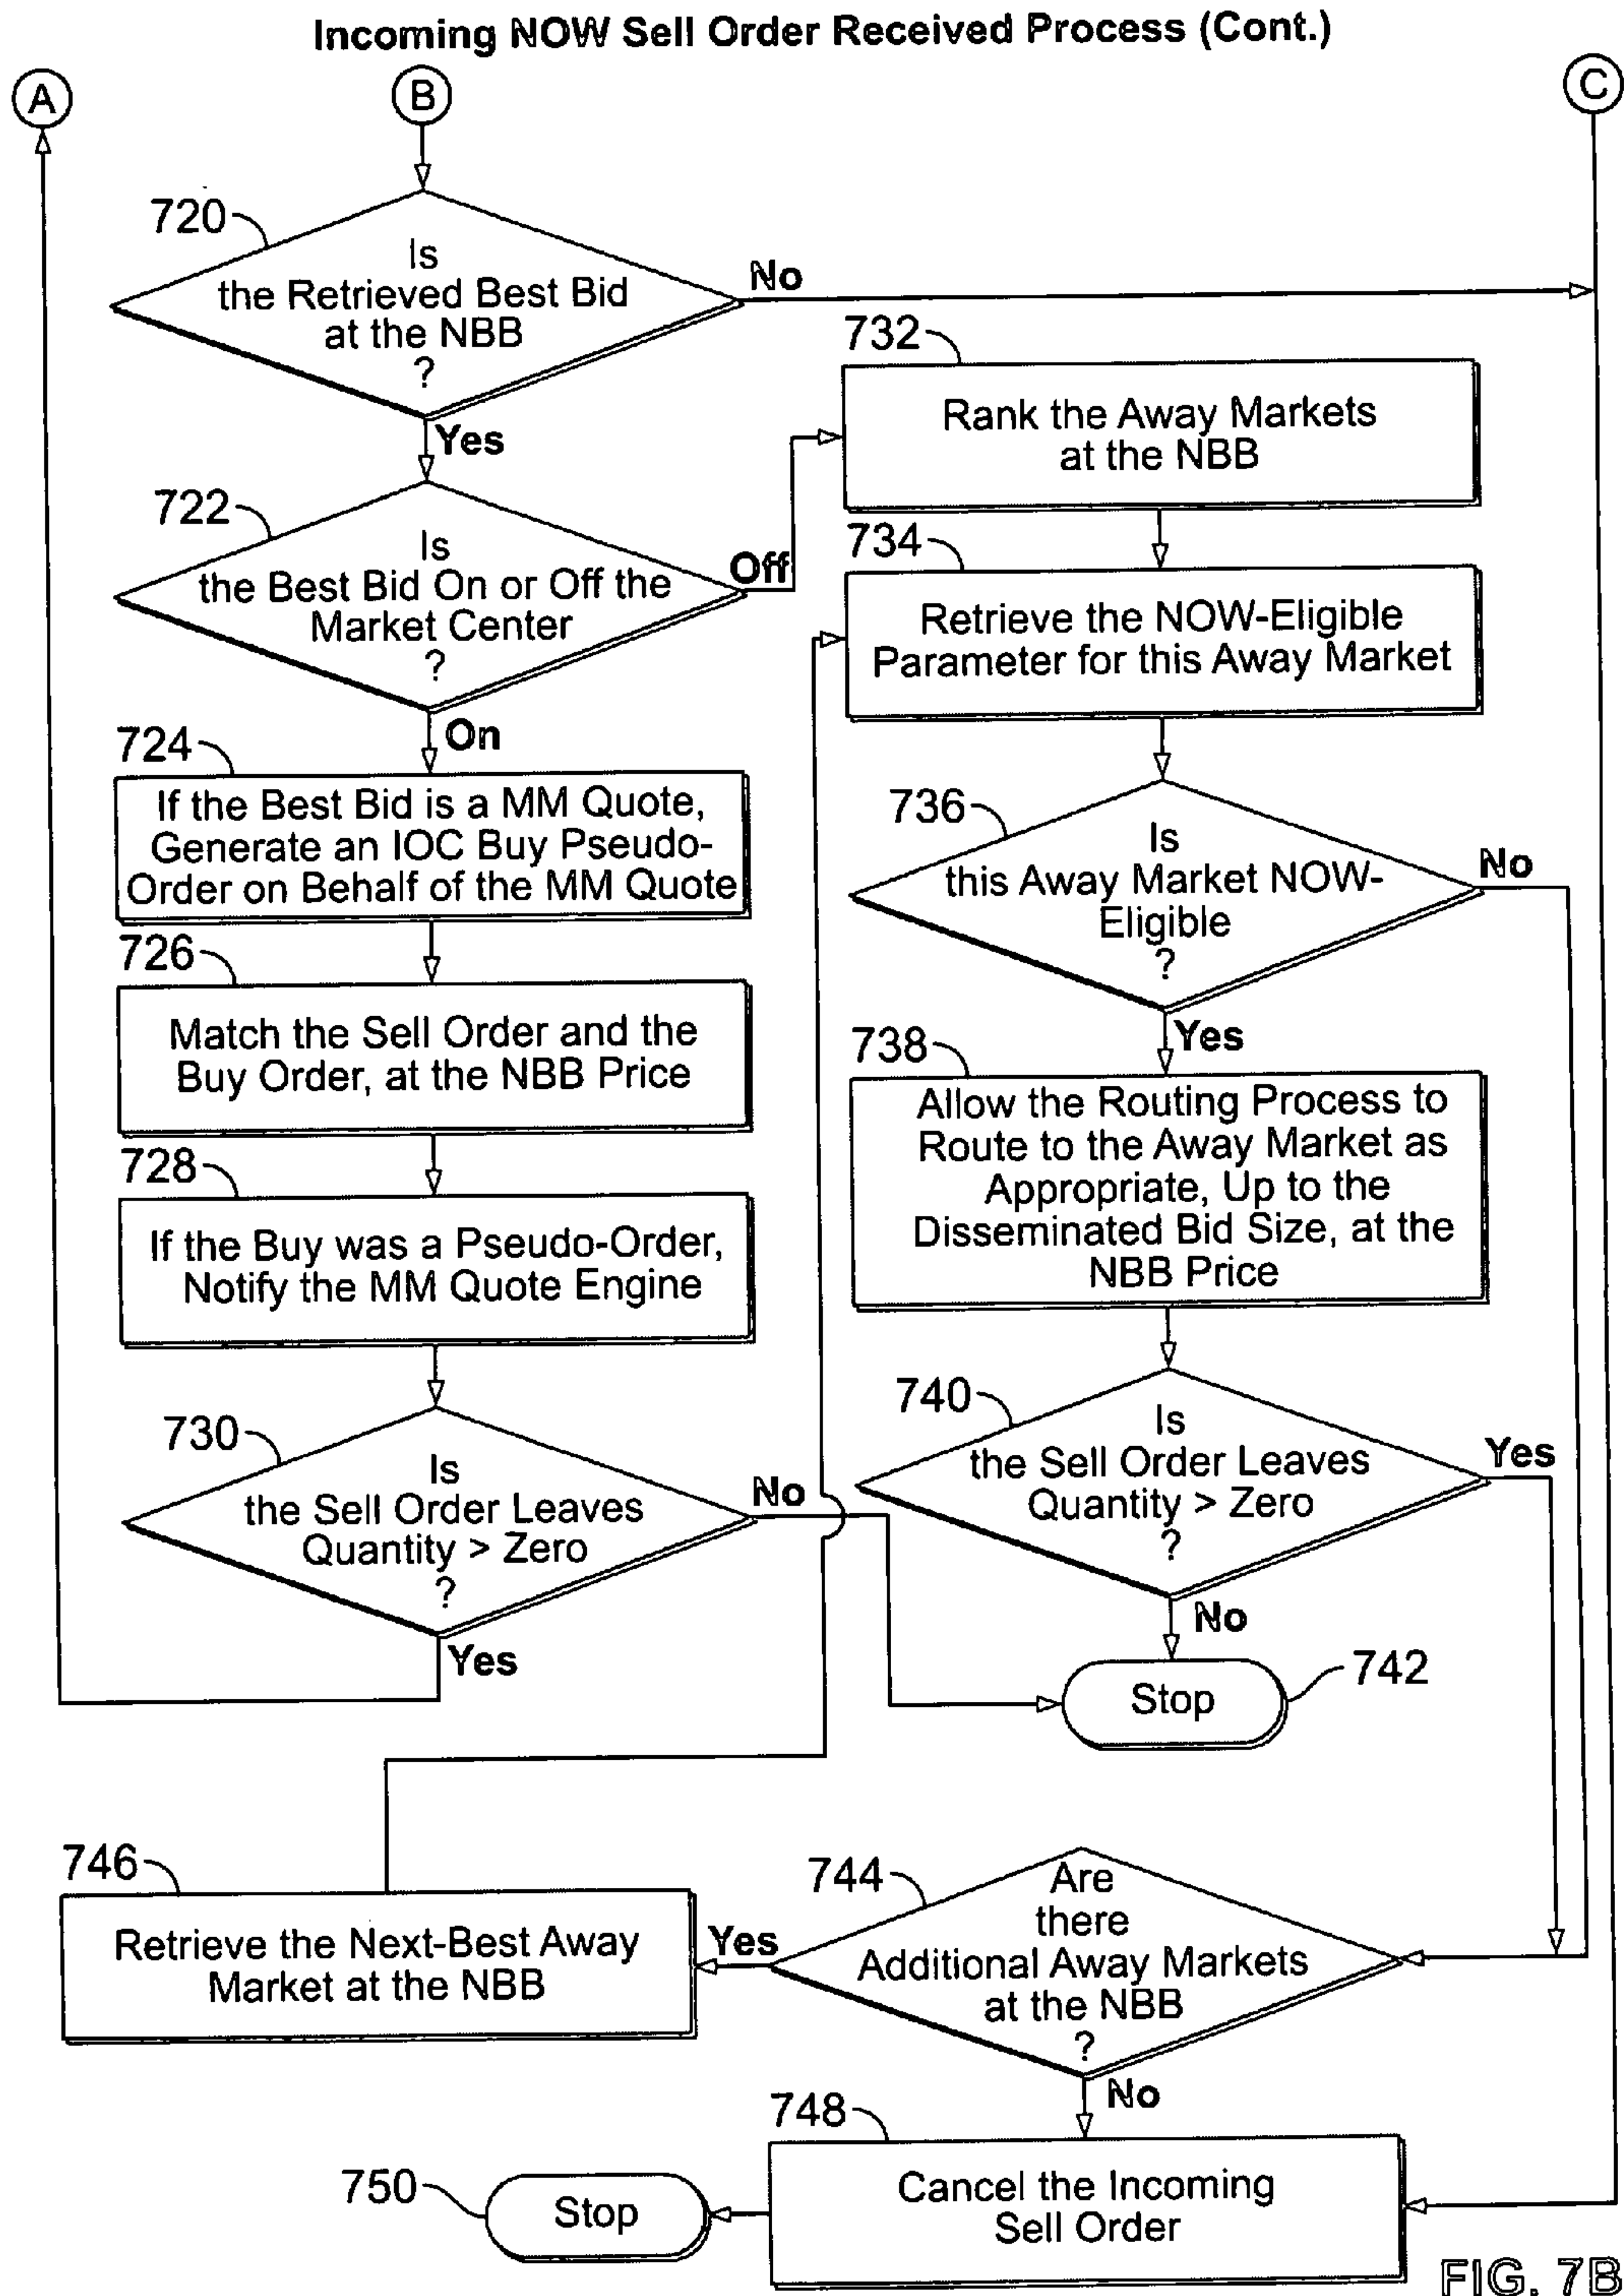 Incoming NOW Sell Order Received Process (Cont.)
A
B
C
720
Is
the Retrieved Best Bid
at the NBB
?
No
Yes
722
Is
the Best Bid On or Off the
Market Center
?
Off
On
724
If the Best Bid is a MM Quote,
Generate an IOC Buy Pseudo-
Order on Behalf of the MM Quote
726
Match the Sell Order and the
Buy Order, at the NBB Price
728
If the Buy was a Pseudo-Order,
Notify the MM Quote Engine
730
Is
the Sell Order Leaves
Quantity > Zero
?
No
Yes
732
Rank the Away Markets
at the NBB
734
Retrieve the NOW-Eligible
Parameter for this Away Market
736
Is
this Away Market NOW-
Eligible
?
No
Yes
738
Allow the Routing Process to
Route to the Away Market as
Appropriate, Up to the
Disseminated Bid Size, at the
NBB Price
740
Is
the Sell Order Leaves
Quantity > Zero
?
Yes
No
Stop
742
744
Are
there
Additional Away Markets
at the NBB
?
Yes
No
746
Retrieve the Next-Best Away
Market at the NBB
748
Cancel the Incoming
Sell Order
750
Stop
FIG. 7B